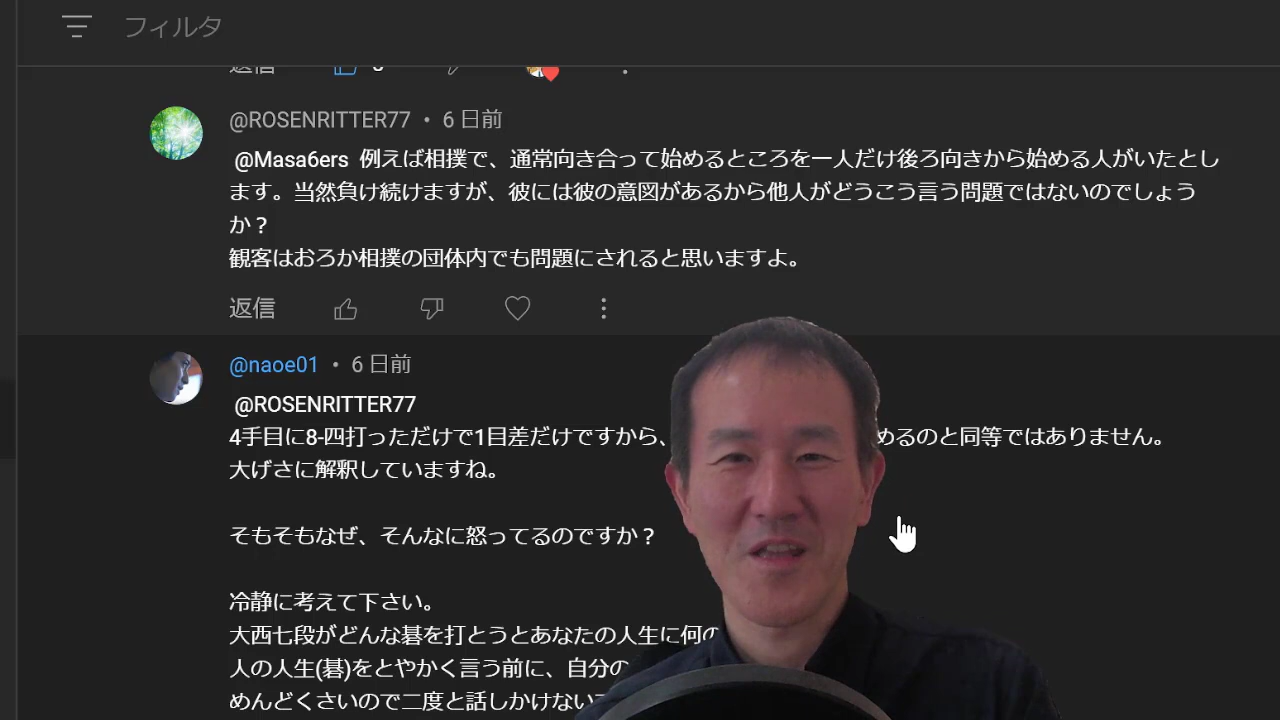 フィルタ
返信
@ROSENRITTER77 • 6 日前
@Masa6ers 例えば相撲で、通常向き合って始めるところを一人だけ後ろ向きから始める人がいたとし
ます。当然負け続けますが、彼には彼の意図があるから他人がどうこう言う問題ではないのでしょう
か？
観客はおろか相撲の団体内でも問題にされると思いますよ。
返信
@naoe01 • 6 日前
@ROSENRITTER77
4手目に8-四打っただけで1目差だけですから、 めるのと同等ではありません。
大げさに解釈していますね。
そもそもなぜ、そんなに怒ってるのですか？
冷静に考えて下さい。
大西七段がどんな碁を打とうとあなたの人生に何の
人の人生(碁)をとやかく言う前に、自分の
めんどくさいので二度と話しかけない